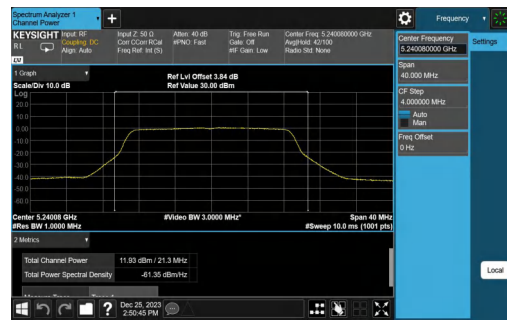 Spectrum Analyzer 1
Channel Power
+
Frequency
KEYSIGHT
Input: RF
Input Z: 50 Ω
Atten: 40 dB
Trig: Free Run
Center Freq: 5.240080000 GHz
RL
Coupling: DC
Corr CCorr RCal
#PNO: Fast
Gate: Off
Avg|Hold: 42/100
Align: Auto
Freq Ref: Int (S)
#IF Gain: Low
Radio Std: None
LVI
Center Frequency
5.240080000 GHz
Settings
Span
40.000 MHz
CF Step
4.000000 MHz
Auto
Man
Freq Offset
0 Hz
1 Graph
Scale/Div 10.0 dB
Ref Lvl Offset 3.84 dB
Ref Value 30.00 dBm
Log
20.0
10.0
0.00
-10.0
-20.0
-30.0
-40.0
-50.0
-60.0
Center 5.24008 GHz
#Video BW 3.0000 MHz*
Span 40 MHz
#Res BW 1.0000 MHz
#Sweep 10.0 ms (1001 pts)
2 Metrics
Total Channel Power 11.93 dBm / 21.3 MHz
Total Power Spectral Density -61.35 dBm/Hz
Local
?
Dec 25, 2023
2:50:45 PM